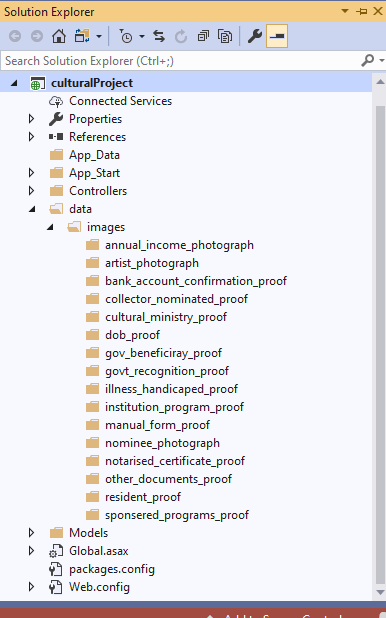 Solution Explorer
Search Solution Explorer (Ctrl+;)
culturalProject
Connected Services
Properties
References
App_Data
App_Start
Controllers
data
images
annual_income_photograph
artist_photograph
bank_account_confirmation_proof
collector_nominated_proof
cultural_ministry_proof
dob_proof
gov_beneficiray_proof
govt_recognition_proof
illness_handicaped_proof
institution_program_proof
manual_form_proof
nominee_photograph
notarised_certificate_proof
other_documents_proof
resident_proof
sponsered_programs_proof
Models
Global.asax
packages.config
Web.config